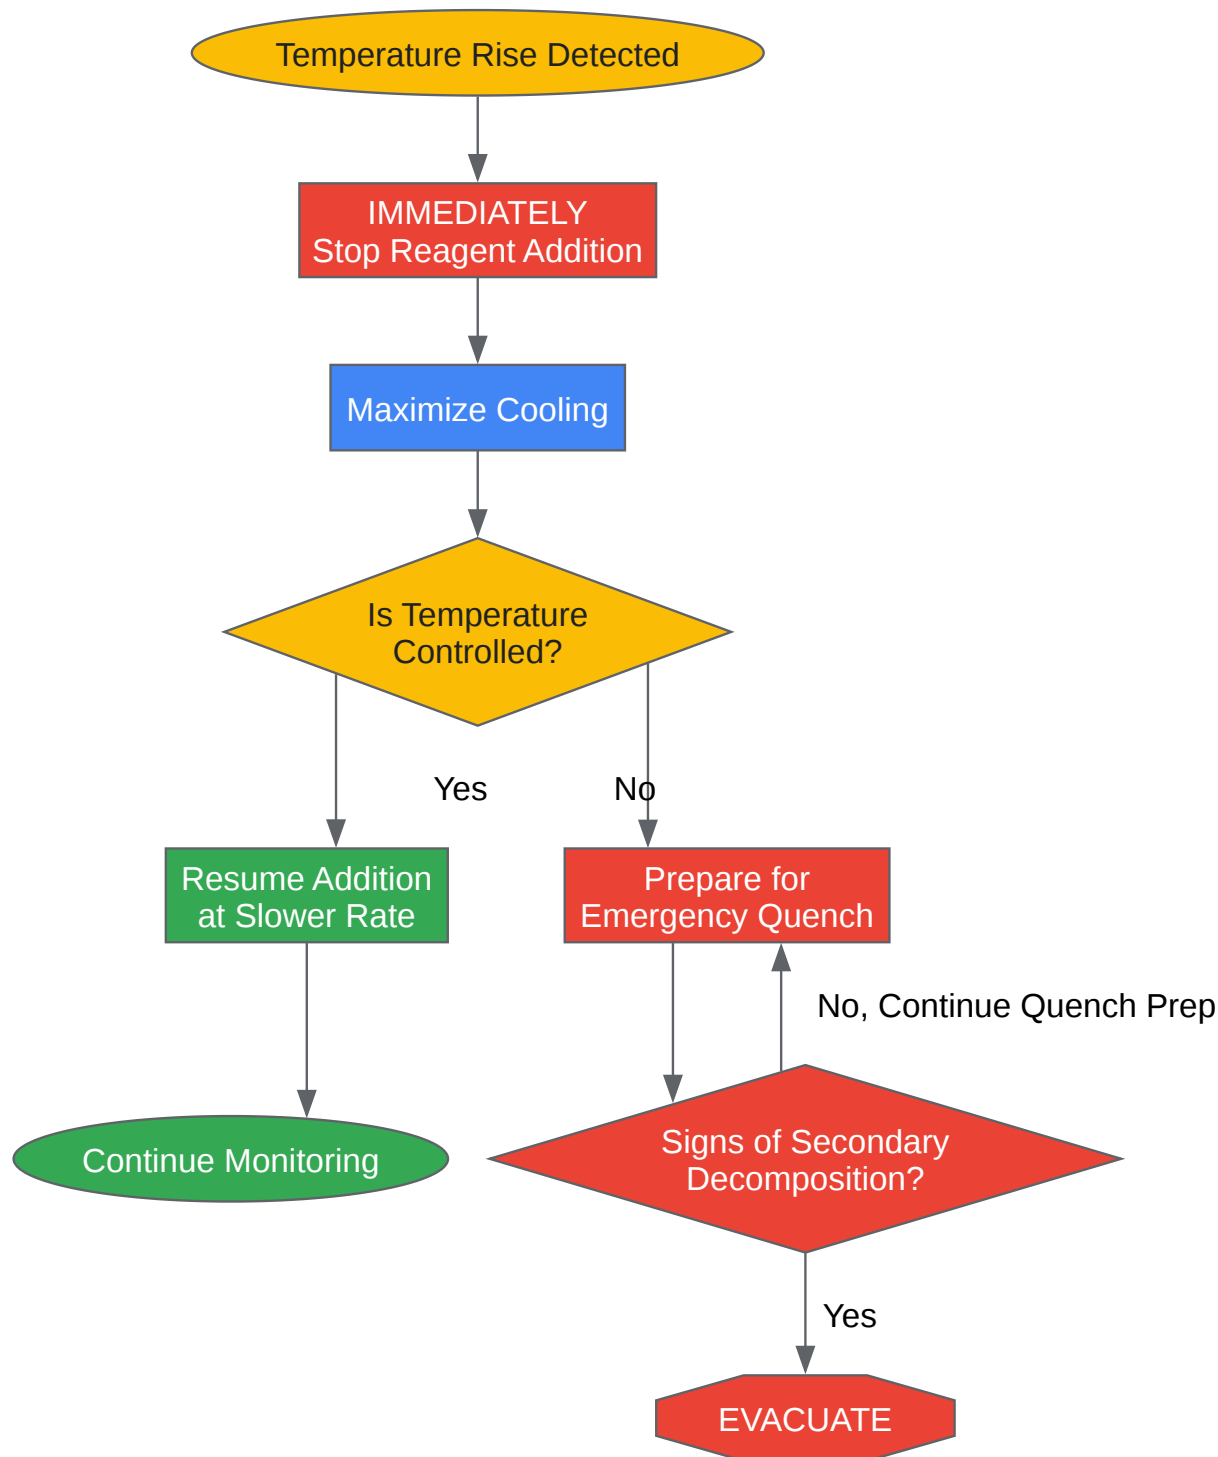 Temperature Rise Detected
IMMEDIATELY
Stop Reagent Addition
Maximize Cooling
Is Temperature
Controlled?
Yes
No
Resume Addition
at Slower Rate
Prepare for
Emergency Quench
No, Continue Quench Prep
Continue Monitoring
Signs of Secondary
Decomposition?
Yes
EVACUATE